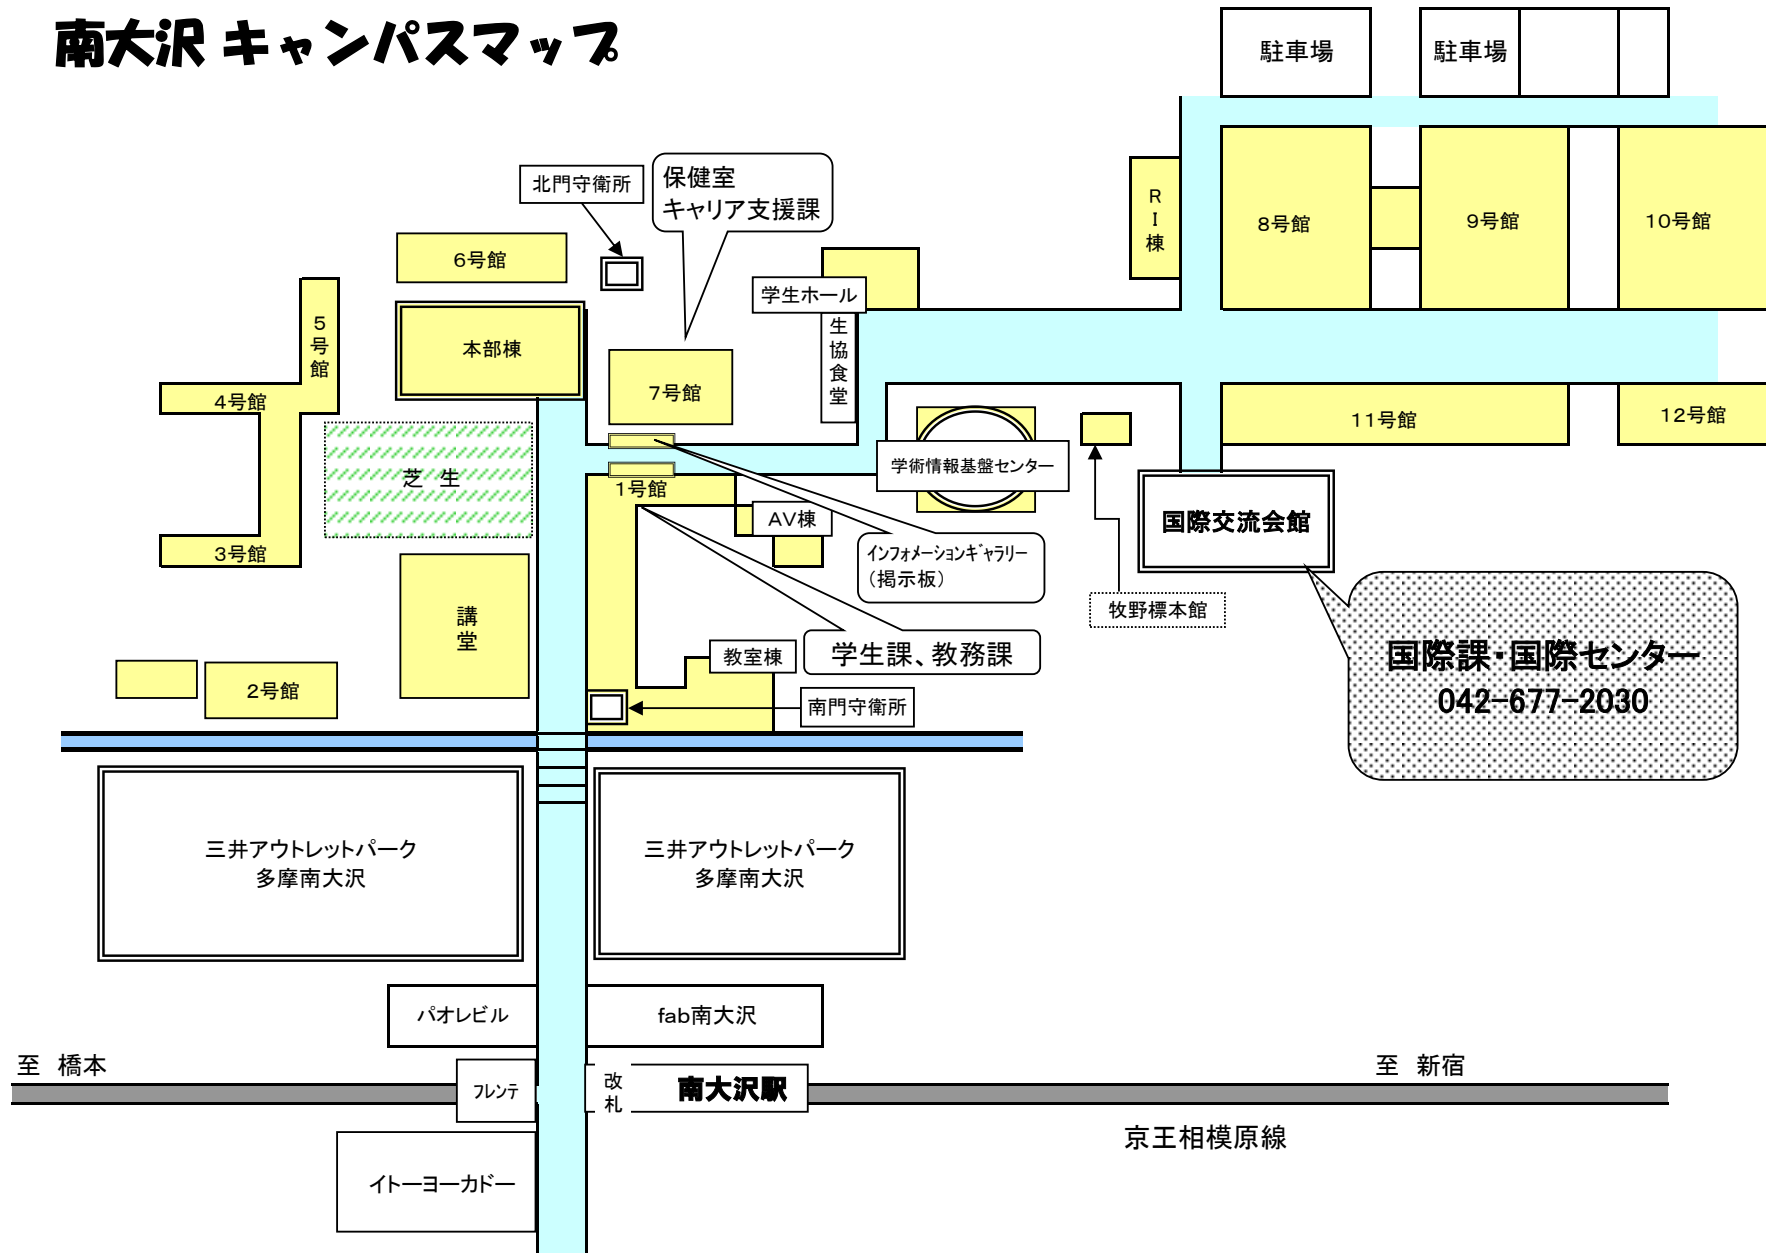 南大沢 キャンパスマップ
駐車場
駐車場
北門守衛所
保健室
キャリア支援課
RI棟
8号館
9号館
10号館
6号館
学生ホール
生協食堂
5号館
本部棟
7号館
4号館
11号館
12号館
芝 生
学術情報基盤センター
1号館
AV棟
国際交流会館
3号館
インフォメーションギャラリー
(掲示板)
牧野標本館
講堂
学生課、教務課
教室棟
国際課・国際センター
042-677-2030
2号館
南門守衛所
三井アウトレットパーク
多摩南大沢
三井アウトレットパーク
多摩南大沢
パオレビル
fab南大沢
至 橋本
至 新宿
フレンテ
改札
南大沢駅
京王相模原線
イトーヨーカドー